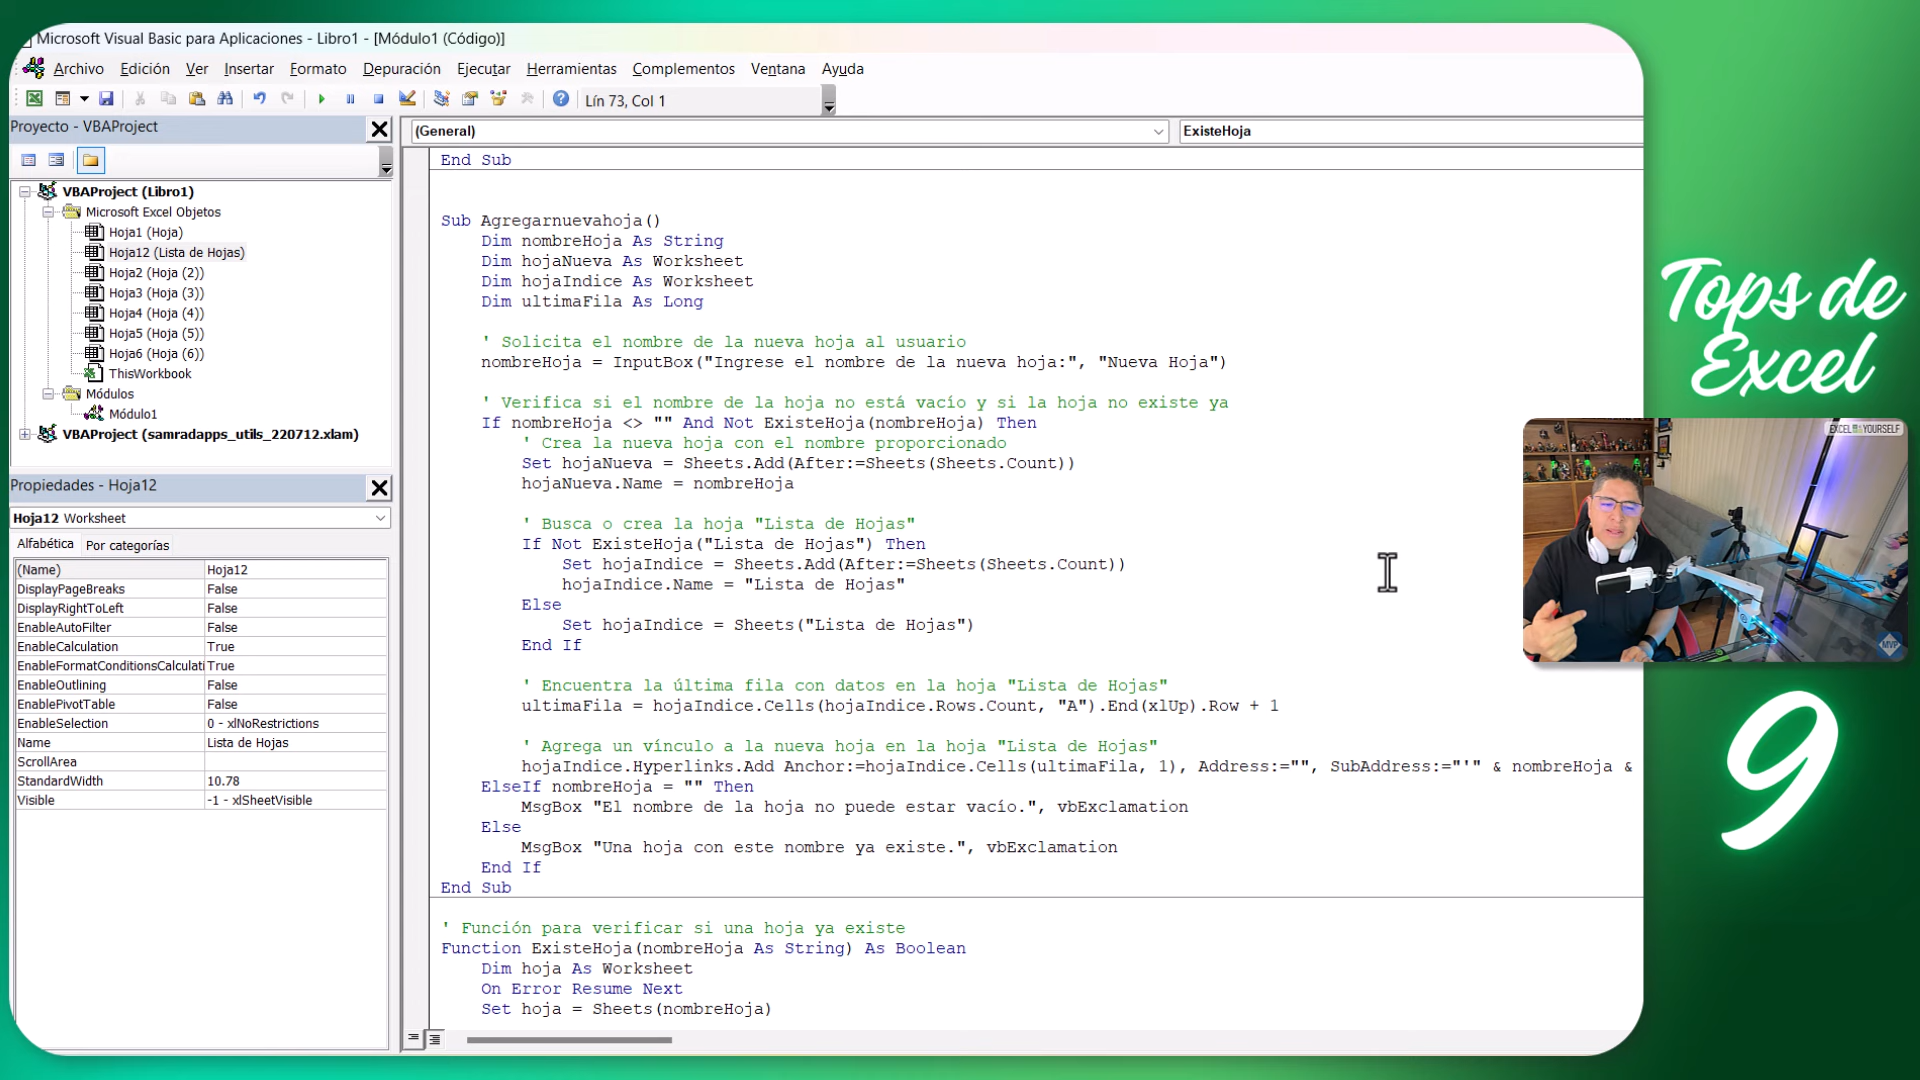 Microsoft Visual Basic para Aplicaciones - Libro1 - [Módulo1 (Código)]
Archivo Edición Ver Insertar Formato Depuración Ejecutar Herramientas Complementos Ventana Ayuda
Lín 73, Col 1
Proyecto - VBAProject
VBAProject (Libro1)
Microsoft Excel Objetos
Hoja1 (Hoja)
Hoja12 (Lista de Hojas)
Hoja2 (Hoja (2))
Hoja3 (Hoja (3))
Hoja4 (Hoja (4))
Hoja5 (Hoja (5))
Hoja6 (Hoja (6))
ThisWorkbook
Módulos
Módulo1
VBAProject (samradapps_utils_220712.xlam)
Propiedades - Hoja12
Hoja12 Worksheet
Alfabética Por categorías
(Name) Hoja12
DisplayPageBreaks False
DisplayRightToLeft False
EnableAutoFilter False
EnableCalculation True
EnableFormatConditionsCalculati True
EnableOutlining False
EnablePivotTable False
EnableSelection 0 - xlNoRestrictions
Name Lista de Hojas
ScrollArea
StandardWidth 10.78
Visible -1 - xlSheetVisible
(General) ExisteHoja
End Sub
Sub Agregarnuevahoja()
Dim nombreHoja As String
Dim hojaNueva As Worksheet
Dim hojaIndice As Worksheet
Dim ultimaFila As Long
' Solicita el nombre de la nueva hoja al usuario
nombreHoja = InputBox("Ingrese el nombre de la nueva hoja:", "Nueva Hoja")
' Verifica si el nombre de la hoja no está vacío y si la hoja no existe ya
If nombreHoja <> "" And Not ExisteHoja(nombreHoja) Then
' Crea la nueva hoja con el nombre proporcionado
Set hojaNueva = Sheets.Add(After:=Sheets(Sheets.Count))
hojaNueva.Name = nombreHoja
' Busca o crea la hoja "Lista de Hojas"
If Not ExisteHoja("Lista de Hojas") Then
Set hojaIndice = Sheets.Add(After:=Sheets(Sheets.Count))
hojaIndice.Name = "Lista de Hojas"
Else
Set hojaIndice = Sheets("Lista de Hojas")
End If
' Encuentra la última fila con datos en la hoja "Lista de Hojas"
ultimaFila = hojaIndice.Cells(hojaIndice.Rows.Count, "A").End(xlUp).Row + 1
' Agrega un vínculo a la nueva hoja en la hoja "Lista de Hojas"
hojaIndice.Hyperlinks.Add Anchor:=hojaIndice.Cells(ultimaFila, 1), Address:="", SubAddress:="'" & nombreHoja &
ElseIf nombreHoja = "" Then
MsgBox "El nombre de la hoja no puede estar vacío.", vbExclamation
Else
MsgBox "Una hoja con este nombre ya existe.", vbExclamation
End If
End Sub
' Función para verificar si una hoja ya existe
Function ExisteHoja(nombreHoja As String) As Boolean
Dim hoja As Worksheet
On Error Resume Next
Set hoja = Sheets(nombreHoja)
Tops de
Excel
EXCEL YOURSELF
MVP
9